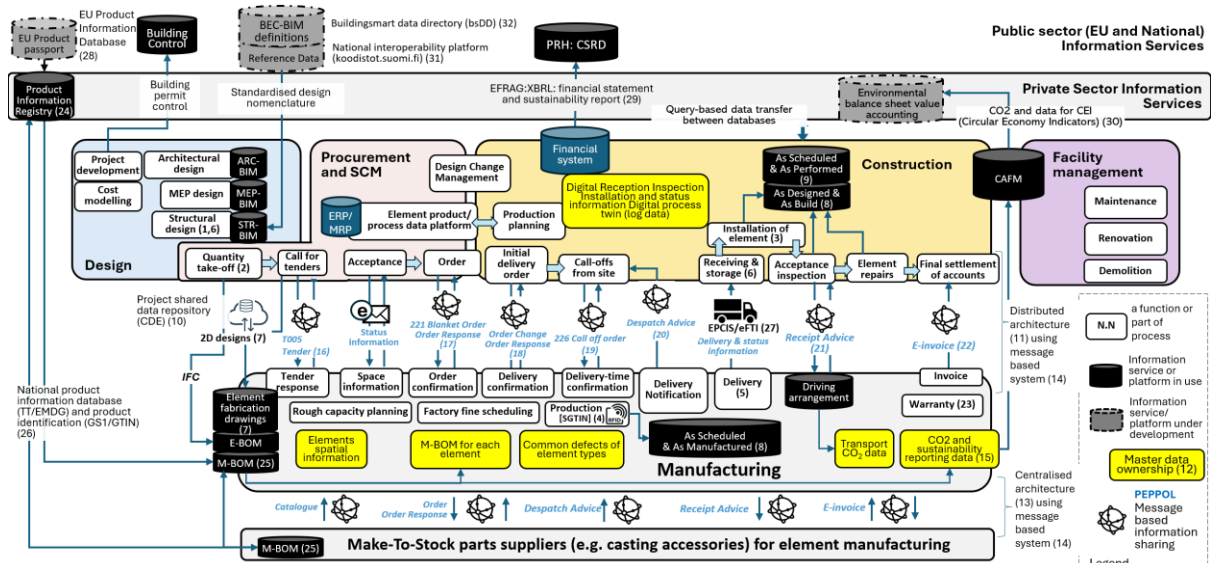 EU Product
passport
EU Product
Information
Database
(28)
Building
Control
BEC-BIM
definitions
Reference Data
Buildingsmart data directory (bsDD) (32)
National interoperability platform
(koodistot.suomi.fi) (31)
PRH: CSRD
Public sector (EU and National)
Information Services
Product
Information
Registry (24)
Building
permit
control
Standardised design
nomenclature
EFRAG:XBRL: financial statement
and sustainability report (29)
Query-based data transfer
between databases
Environmental
balance sheet value
accounting
Private Sector Information
Services
CO2 and data for CEI
(Circular Economy Indicators) (30)
Project
development
Cost
modelling
Architectural
design
ARC-
BIM
MEP design
MEP-
BIM
Structural
design (1,6)
STR-
BIM
Design
Procurement
and SCM
Design Change
Management
ERP/
MRP
Element product/
process data platform
Production
planning
Financial
system
Digital Reception Inspection
Installation and status
information Digital process
twin (log data)
As Scheduled
& As Performed
(9)
As Designed &
As Build (8)
Construction
CAFM
Facility
management
Maintenance
Renovation
Demolition
Installation of
element (3)
Quantity
take-off (2)
Call for
tenders
Acceptance
Order
Initial
delivery
order
Call-offs
from site
Receiving &
storage (6)
Acceptance
inspection
Element
repairs
Final settlement
of accounts
Project shared
data repository
(CDE) (10)
2D designs (7)
T005
Tender (16)
Status
information
221 Blanket Order
Order Response
(17)
Order Change
Order Response
(18)
226 Call off order
(19)
Despatch Advice
(20)
EPCIS/eFTI (27)
Delivery & status
information
Receipt Advice
(21)
E-invoice (22)
Distributed
architecture
(11) using
message
based
system (14)
N.N
a function or
part of
process
Information
service or
platform in use
Information
service/
platform under
development
Master data
ownership (12)
PEPPOL
Message
based
information
sharing
Legend
IFC
National product
information database
(TT/EMDG) and product
identification (GS1/GTIN)
(26)
Element
fabrication
drawings
(7)
E-BOM
M-BOM (25)
Tender
response
Space
information
Order
confirmation
Delivery
confirmation
Delivery-time
confirmation
Delivery
Notification
Delivery
(5)
Driving
arrangement
Invoice
Warranty (23)
Rough capacity planning
Factory fine scheduling
Production
[SGTIN] (4)
RFID
As Scheduled
& As
Manufactured (8)
Elements
spatial
information
M-BOM for each
element
Common defects of
element types
Manufacturing
Transport
CO2 data
CO2 and
sustainability
reporting data (15)
Catalogue
Order
Order Response
Despatch Advice
Receipt Advice
E-invoice
Centralised
architecture
(13) using
message
based
system (14)
M-BOM (25)
Make-To-Stock parts suppliers (e.g. casting accessories) for element manufacturing